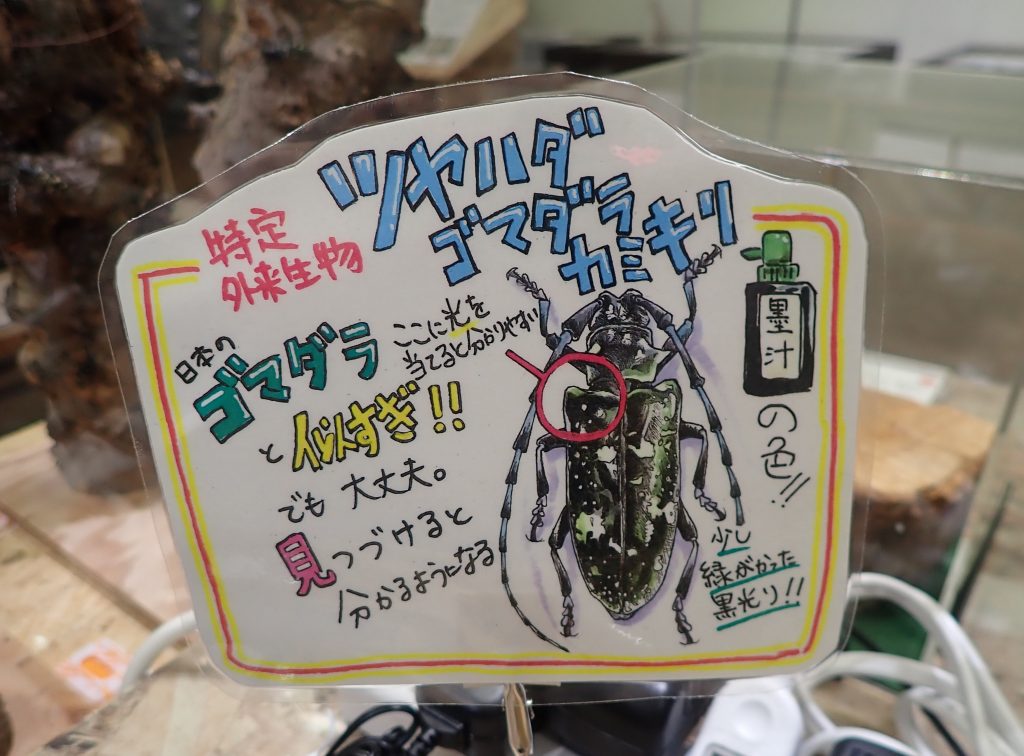 ツヤハダ
ゴマダラ
カミキリ
特定
外来生物
日本の
ゴマダラ
と似すぎ!!
でも大丈夫。
見つづけると
分かるようになる
ここに光を
当てると分かりやすい
墨汁
の色!!
少し
緑がかった
黒光り!!